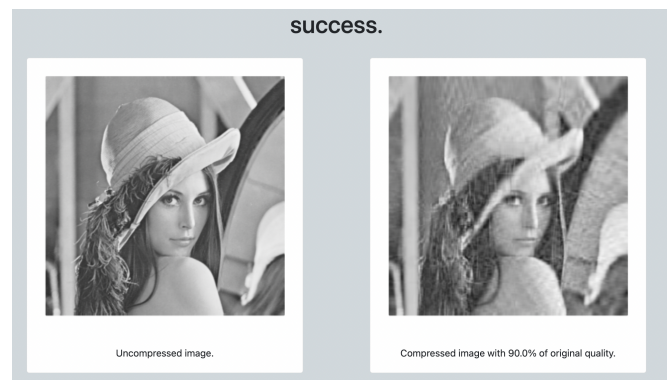 success.
Uncompressed image.
Compressed image with 90.0% of original quality.